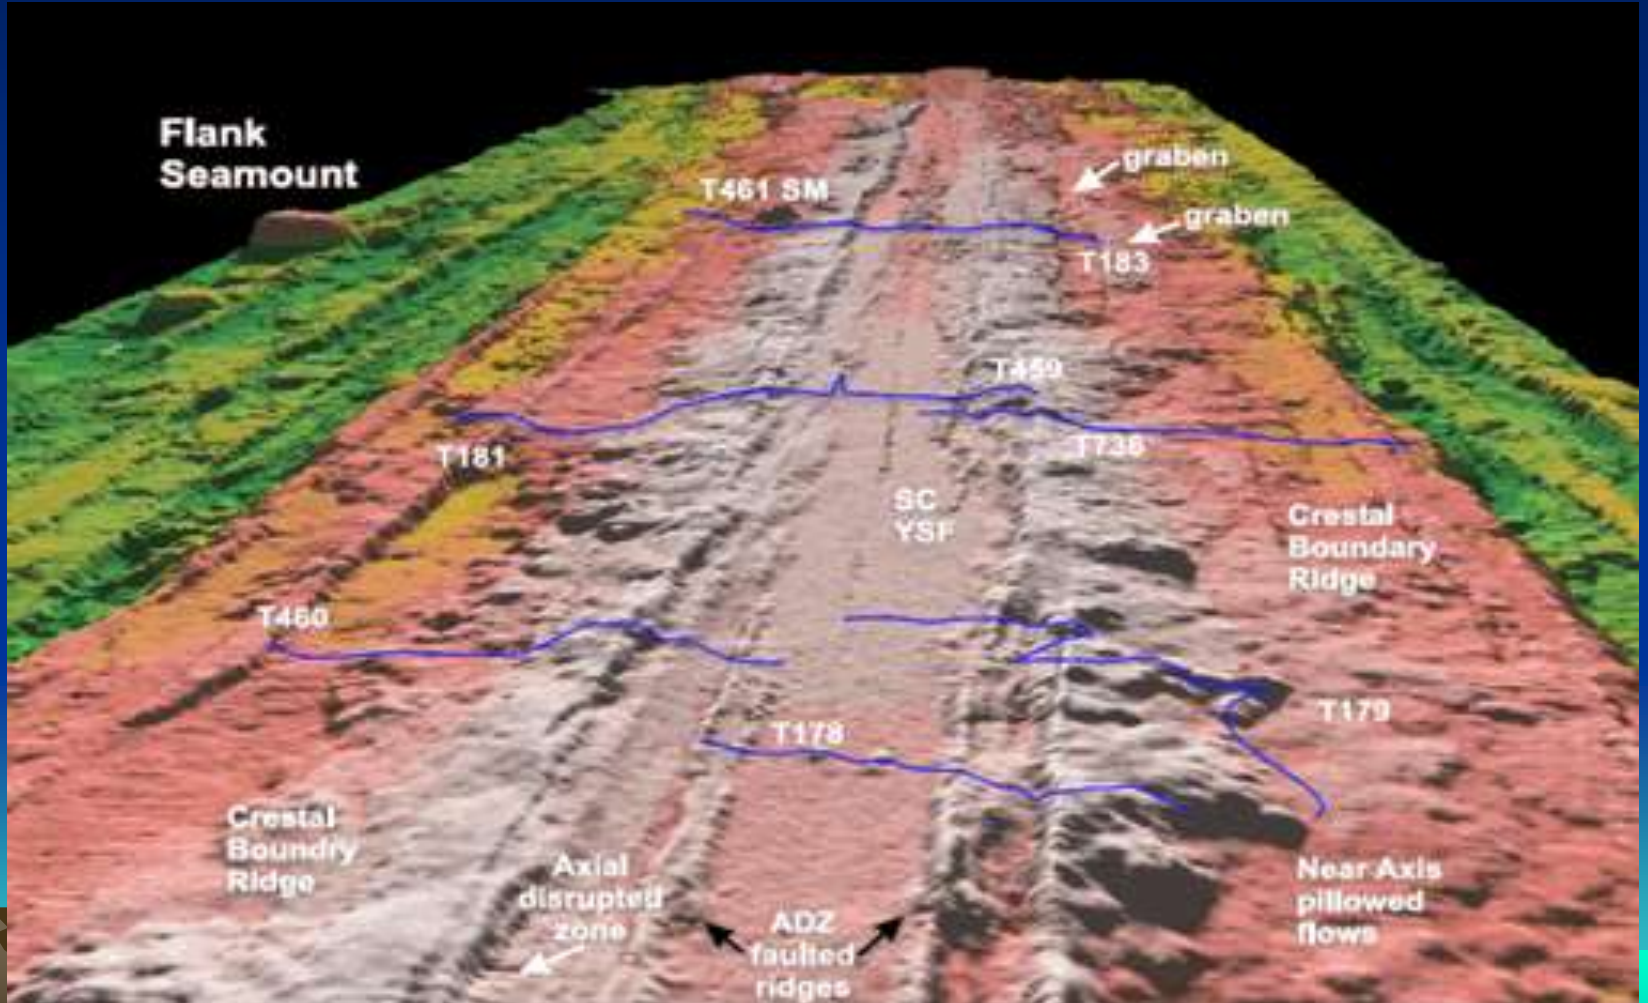 Flank
Seamount
graben
T461 SM
graben
T183
T459
T736
T181
SC
YSF
Crestal
Boundary
Ridge
T460
T179
T178
Crestal
Boundry
Ridge
Axial
disrupted
zone
ADZ
faulted
ridges
Near Axis
pillowed
flows